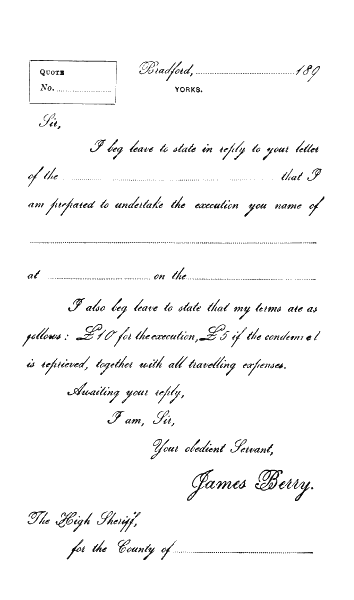 QUOTE
No.
Bradford, 189
YORKS.
Sir,
I beg leave to state in reply to your letter
of the that I
am prepared to undertake the execution you name of
at on the
I also beg leave to state that my terms are as
follows: £10 for the execution, £5 if the condemned
is reprieved, together with all travelling expenses.
Awaiting your reply,
I am, Sir,
Your obedient Servant,
James Berry.
The High Sheriff,
for the County of